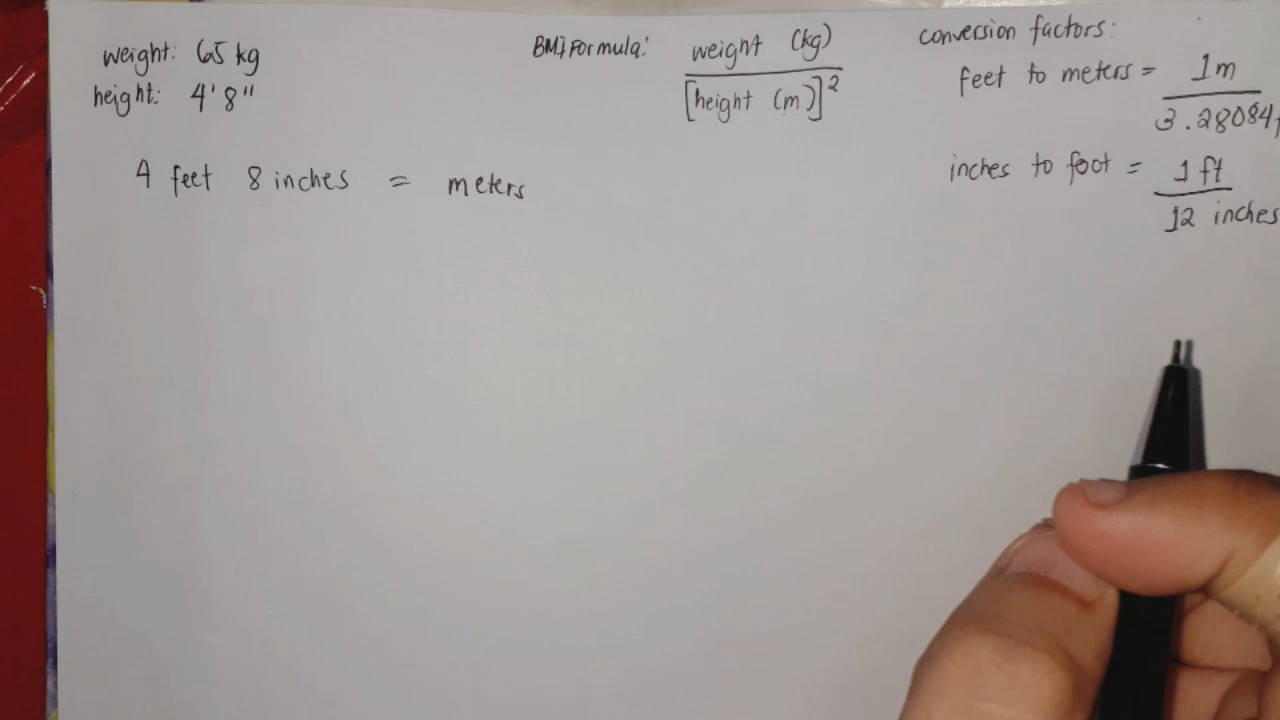 weight: 65 kg
height: 4' 8"
BMI Formula: weight (kg)
[height (m)]²
conversion factors:
feet to meters = 1m
3.28084
inches to foot = 1 ft
12 inches
4 feet 8 inches = meters